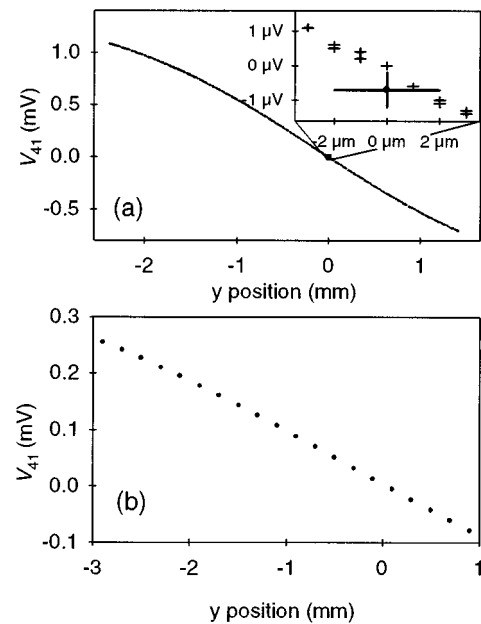 1 µV
0 µV
-1 µV
-2 µm 0 µm 2 µm
1.0
0.5
0.0
-0.5
V41 (mV)
(a)
-2 -1 0 1
y position (mm)
0.3
0.2
0.1
0.0
-0.1
V41 (mV)
(b)
-3 -2 -1 0 1
y position (mm)